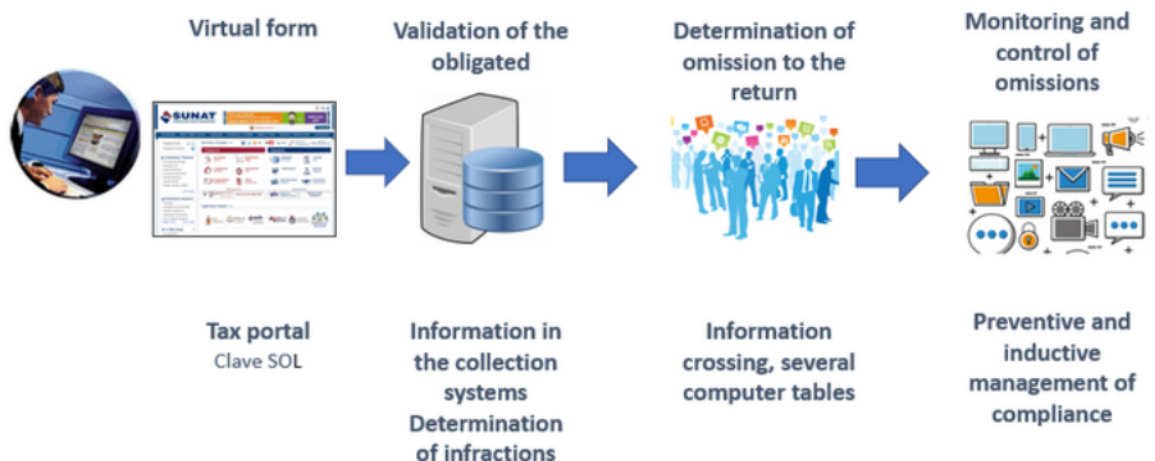 Virtual form
Validation of the
obligated
Determination of
omission to the
return
Monitoring and
control of
omissions
SUNAT
Tax portal
Clave SOL
Information in
the collection
systems
Determination
of infractions
Information
crossing, several
computer tables
Preventive and
inductive
management of
compliance